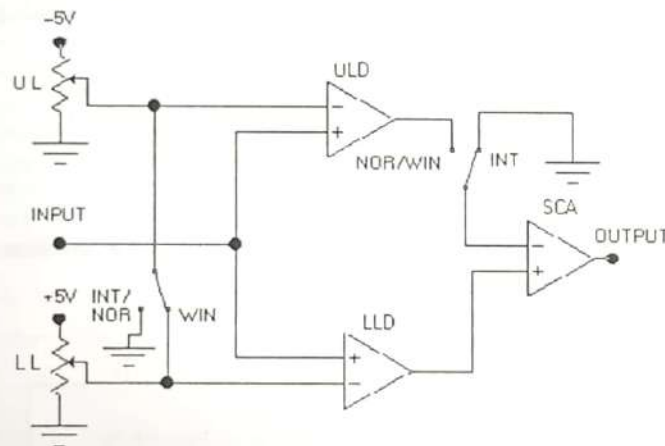 -5V
UL
ULD
-
+
NOR/WIN
INT
INPUT
SCA
OUTPUT
-
+
+5V
INT/
NOR
WIN
LLD
LL
+
-